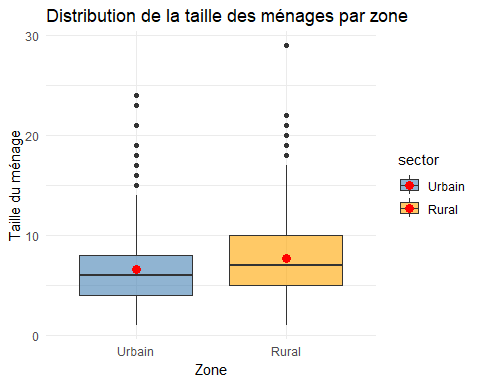 Distribution de la taille des ménages par zone
Taille du ménage
30
20
10
0
Urbain
Rural
Zone
sector
Urbain
Rural